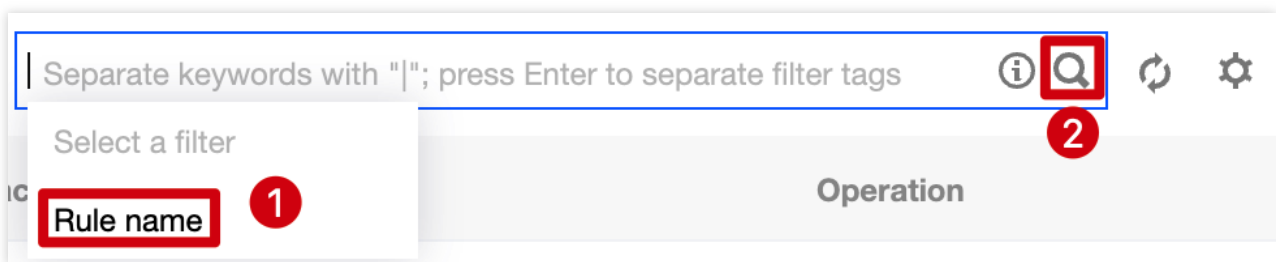 Separate keywords with "|"; press Enter to separate filter tags
2
Select a filter
Operation
Rule name
1